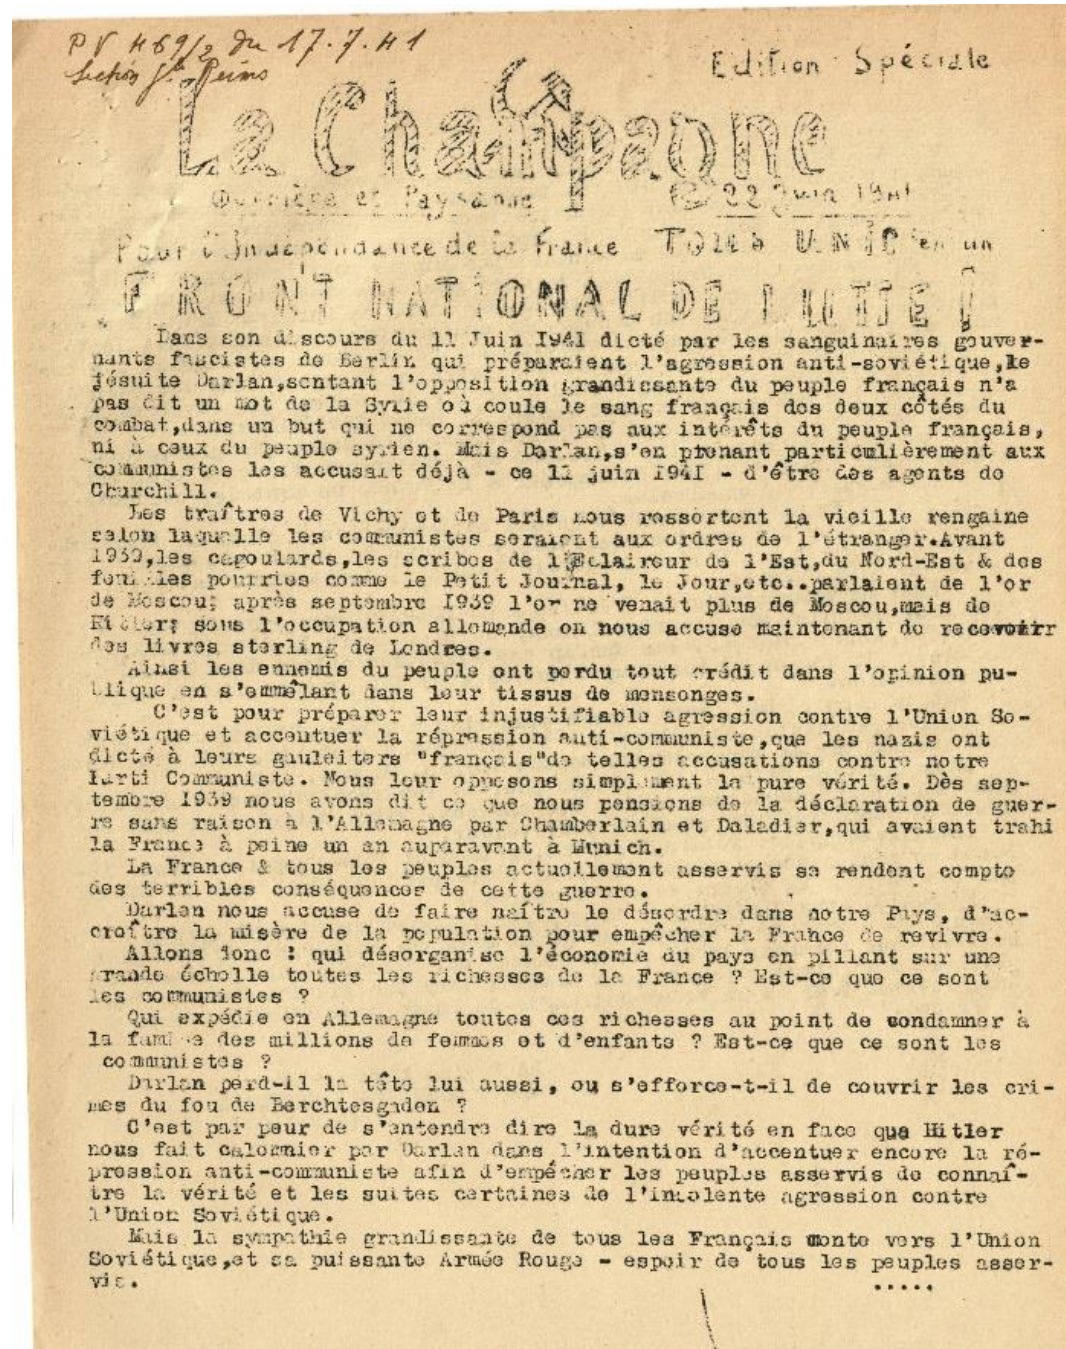 PV 469/2 du 17.7.41
Section Reims
Edition Spéciale
La Champagne
Ouvrière et Paysanne 22 Juin 1941
Pour l'Indépendance de la France TOUS UNIS en un
FRONT NATIONAL DE LUTTE !
Dans son discours du 11 Juin I941 dicté par les sanguinaires gouver-
nants fascistes de Berlin qui préparaient l'agression anti-soviétique,le
jésuite Darlan,sentant l'opposition grandissante du peuple français n'a
pas dit un mot de la Syrie où coule le sang français des deux côtés du
combat,dans un but qui ne correspond pas aux intérêts du peuple français,
ni à ceux du peuple syrien. Mais Darlan,s'en prenant particulièrement aux
communistes les accusait déjà - ce 11 juin I941 - d'être des agents de
Churchill.
Les traîtres de Vichy et de Paris nous ressortent la vieille rengaine
selon laquelle les communistes seraient aux ordres de l'étranger.Avant
I939,les cagoulards,les scribes de l'Eclaireur de l'Est,du Nord-Est & des
feuilles pourries comme le Petit Journal, le Jour,etc..parlaient de l'or
de Moscou; après septembre I939 l'or ne venait plus de Moscou,mais de
Hitler; sous l'occupation allemande on nous accuse maintenant de recevoirr
des livres sterling de Londres.
Ainsi les ennemis du peuple ont perdu tout crédit dans l'opinion pu-
blique en s'emmêlant dans leur tissus de mensonges.
C'est pour préparer leur injustifiable agression contre l'Union So-
viétique et accentuer la répression anti-communiste,que les nazis ont
dicté à leurs gauleiters "français"de telles accusations contre notre
Parti Communiste. Nous leur opposons simplement la pure vérité. Dès sep-
tembre I939 nous avons dit ce que nous pensions de la déclaration de guer-
re sans raison à l'Allemagne par Chamberlain et Daladier,qui avaient trahi
la France à peine un an auparavant à Munich.
La France & tous les peuples actuellement asservis se rendent compte
des terribles conséquences de cette guerre.
Darlan nous accuse de faire naître le désordre dans notre Pays, d'ac-
croître la misère de la population pour empêcher la France de revivre.
Allons donc : qui désorganise l'économie du pays en pillant sur une
grande échelle toutes les richesses de la France ? Est-ce que ce sont
les communistes ?
Qui expédie en Allemagne toutes ces richesses au point de condamner à
la famine des millions de femmes et d'enfants ? Est-ce que ce sont les
communistes ?
Darlan perd-il la tête lui aussi, ou s'efforce-t-il de couvrir les cri-
mes du fou de Berchtesgaden ?
C'est par peur de s'entendre dire la dure vérité en face que Hitler
nous fait calomnier par Darlan dans l'intention d'accentuer encore la ré-
pression anti-communiste afin d'empêcher les peuples asservis de connaî-
tre la vérité et les suites certaines de l'insolente agression contre
l'Union Soviétique.
Mais la sympathie grandissante de tous les Français monte vers l'Union
Soviétique,et sa puissante Armée Rouge - espoir de tous les peuples asser-
vis. .....